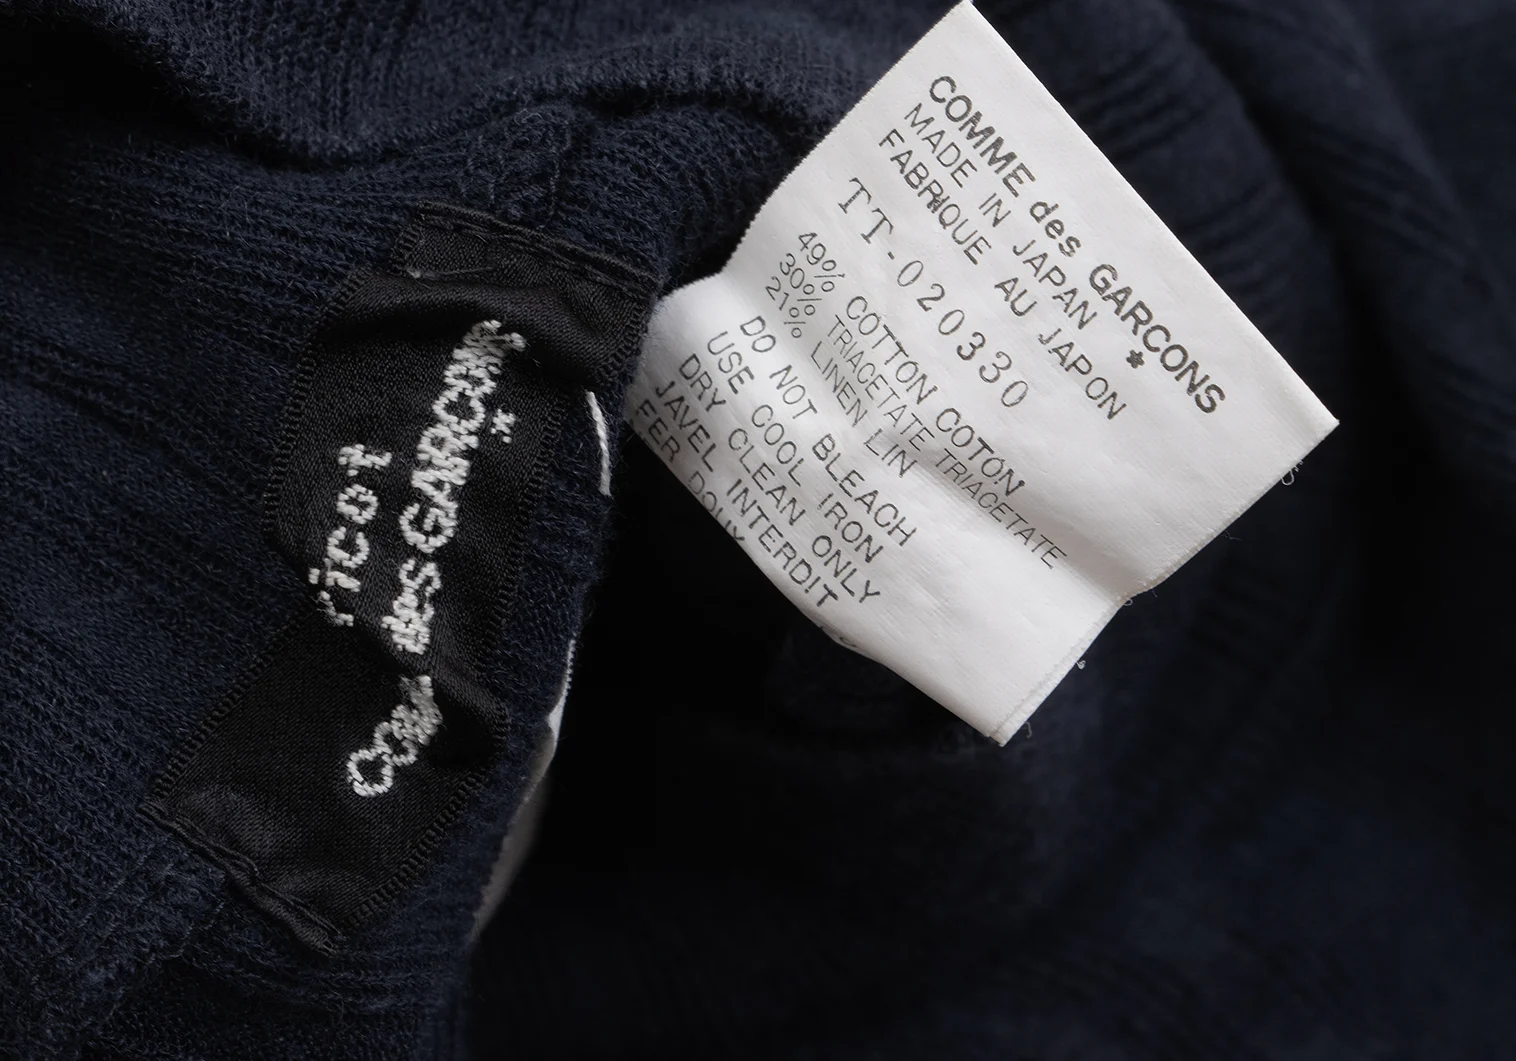 ricot
COMME des GARCONS
*
COMME des GARCONS
*
MADE IN JAPAN
FABRIQUE AU JAPON
TT-020330
49% COTTON COTON
30% TRIACETATE TRIACETATE
21% LINEN LIN
DO NOT BLEACH
USE COOL IRON
DRY CLEAN ONLY
JAVEL INTERDIT
FER DOUX